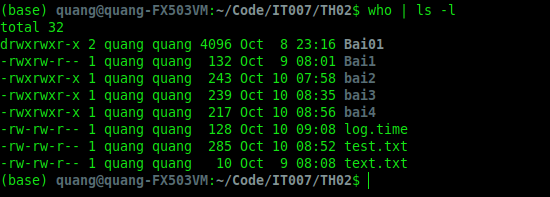 (base) quang@quang-FX503VM:~/Code/IT007/TH02$ who | ls -l
total 32
drwxrwxr-x 2 quang quang 4096 Oct  8 23:16 Bai01
-rwxrw-r-- 1 quang quang  132 Oct  9 08:01 Bai1
-rwxrwxr-x 1 quang quang  243 Oct 10 07:58 bai2
-rwxrwxr-x 1 quang quang  239 Oct 10 08:35 bai3
-rwxrwxr-x 1 quang quang  217 Oct 10 08:56 bai4
-rw-rw-r-- 1 quang quang  128 Oct 10 09:08 log.time
-rw-rw-r-- 1 quang quang  285 Oct 10 08:52 test.txt
-rw-rw-r-- 1 quang quang   10 Oct  9 08:08 text.txt
(base) quang@quang-FX503VM:~/Code/IT007/TH02$